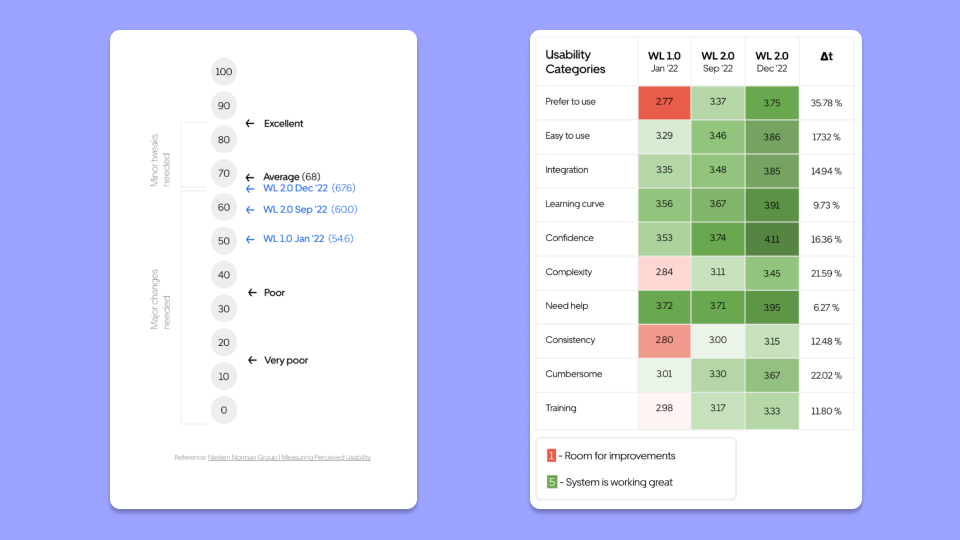 100
90
← Excellent
80
Minor tweaks
needed
70
← Average (68)
← WL 2.0 Dec '22 (67.6)
60
← WL 2.0 Sep '22 (60.0)
50
← WL 1.0 Jan '22 (54.6)
40
← Poor
Major changes
needed
30
20
← Very poor
10
0
Reference: Nielsen Norman Group | Measuring Perceived Usability
Usability
Categories
WL 1.0
Jan '22
WL 2.0
Sep '22
WL 2.0
Dec '22
Δt
Prefer to use 2.77 3.37 3.75 35.78 %
Easy to use 3.29 3.46 3.86 17.32 %
Integration 3.35 3.48 3.85 14.94 %
Learning curve 3.56 3.67 3.91 9.73 %
Confidence 3.53 3.74 4.11 16.36 %
Complexity 2.84 3.11 3.45 21.59 %
Need help 3.72 3.71 3.95 6.27 %
Consistency 2.80 3.00 3.15 12.48 %
Cumbersome 3.01 3.30 3.67 22.02 %
Training 2.98 3.17 3.33 11.80 %
1 - Room for improvements
5 - System is working great